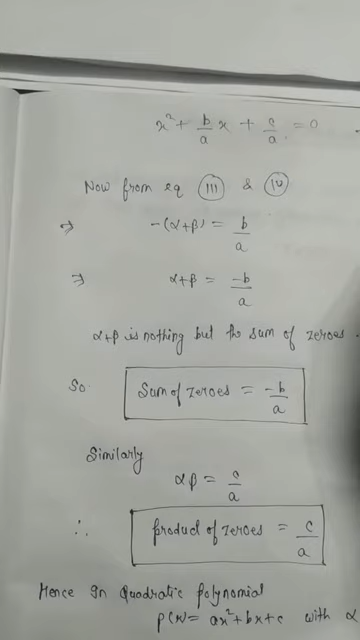 x² + b/a x + c/a = 0
Now from eq (III) & (IV)
⇒ -(α+β) = b/a
⇒ α+β = -b/a
α+β is nothing but the sum of zeroes.
So Sum of zeroes = -b/a
Similarly
αβ = c/a
∴ product of zeroes = c/a
Hence In Quadratic polynomial
p(x) = ax²+bx+c with α